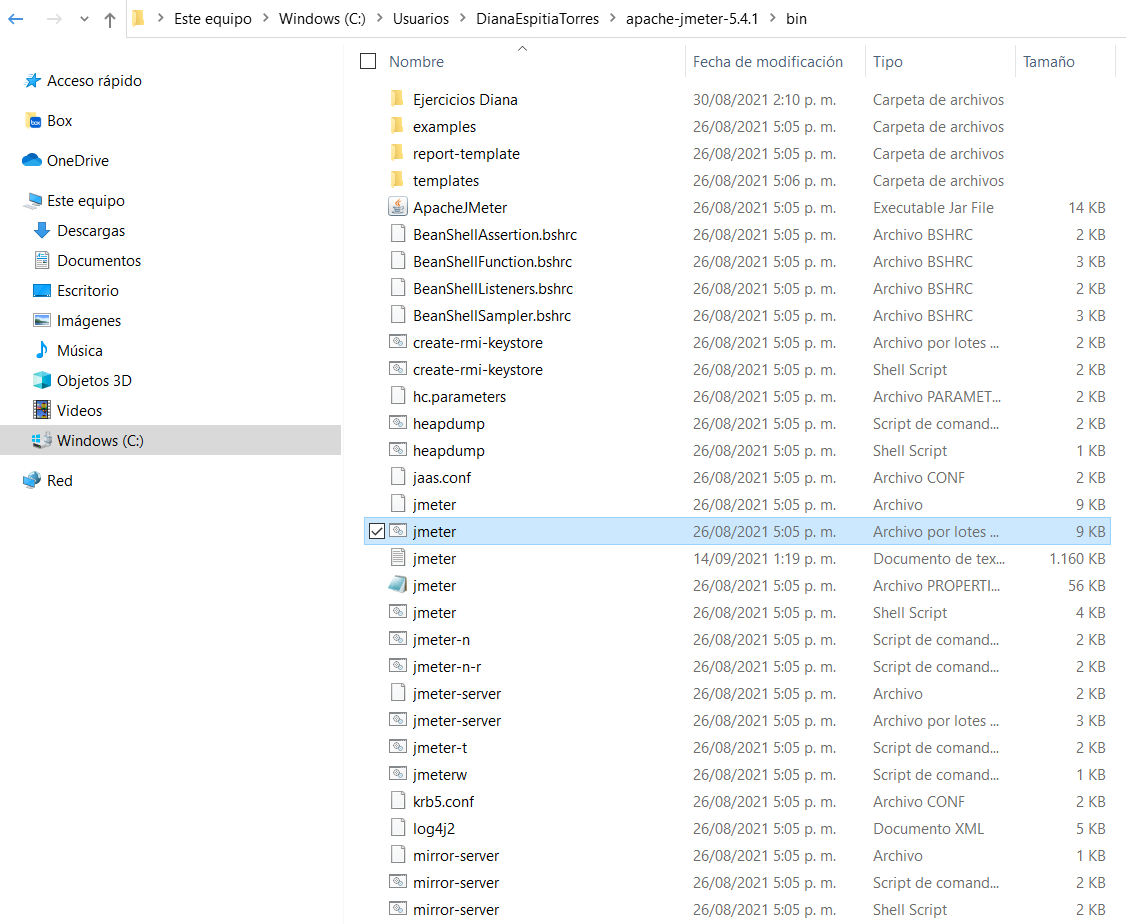 Este equipo > Windows (C:) > Usuarios > DianaEspitiaTorres > apache-jmeter-5.4.1 > bin
Acceso rápido
Box
OneDrive
Este equipo
Descargas
Documentos
Escritorio
Imágenes
Música
Objetos 3D
Videos
Windows (C:)
Red
Nombre Fecha de modificación Tipo Tamaño
Ejercicios Diana 30/08/2021 2:10 p. m. Carpeta de archivos
examples 26/08/2021 5:05 p. m. Carpeta de archivos
report-template 26/08/2021 5:05 p. m. Carpeta de archivos
templates 26/08/2021 5:06 p. m. Carpeta de archivos
ApacheJMeter 26/08/2021 5:05 p. m. Executable Jar File 14 KB
BeanShellAssertion.bshrc 26/08/2021 5:05 p. m. Archivo BSHRC 2 KB
BeanShellFunction.bshrc 26/08/2021 5:05 p. m. Archivo BSHRC 3 KB
BeanShellListeners.bshrc 26/08/2021 5:05 p. m. Archivo BSHRC 2 KB
BeanShellSampler.bshrc 26/08/2021 5:05 p. m. Archivo BSHRC 3 KB
create-rmi-keystore 26/08/2021 5:05 p. m. Archivo por lotes ... 2 KB
create-rmi-keystore 26/08/2021 5:05 p. m. Shell Script 2 KB
hc.parameters 26/08/2021 5:05 p. m. Archivo PARAMET... 2 KB
heapdump 26/08/2021 5:05 p. m. Script de comand... 2 KB
heapdump 26/08/2021 5:05 p. m. Shell Script 1 KB
jaas.conf 26/08/2021 5:05 p. m. Archivo CONF 2 KB
jmeter 26/08/2021 5:05 p. m. Archivo 9 KB
jmeter 26/08/2021 5:05 p. m. Archivo por lotes ... 9 KB
jmeter 14/09/2021 1:19 p. m. Documento de tex... 1.160 KB
jmeter 26/08/2021 5:05 p. m. Archivo PROPERTI... 56 KB
jmeter 26/08/2021 5:05 p. m. Shell Script 4 KB
jmeter-n 26/08/2021 5:05 p. m. Script de comand... 2 KB
jmeter-n-r 26/08/2021 5:05 p. m. Script de comand... 2 KB
jmeter-server 26/08/2021 5:05 p. m. Archivo 2 KB
jmeter-server 26/08/2021 5:05 p. m. Archivo por lotes ... 3 KB
jmeter-t 26/08/2021 5:05 p. m. Script de comand... 2 KB
jmeterw 26/08/2021 5:05 p. m. Script de comand... 1 KB
krb5.conf 26/08/2021 5:05 p. m. Archivo CONF 2 KB
log4j2 26/08/2021 5:05 p. m. Documento XML 5 KB
mirror-server 26/08/2021 5:05 p. m. Archivo 1 KB
mirror-server 26/08/2021 5:05 p. m. Script de comand... 2 KB
mirror-server 26/08/2021 5:05 p. m. Shell Script 2 KB